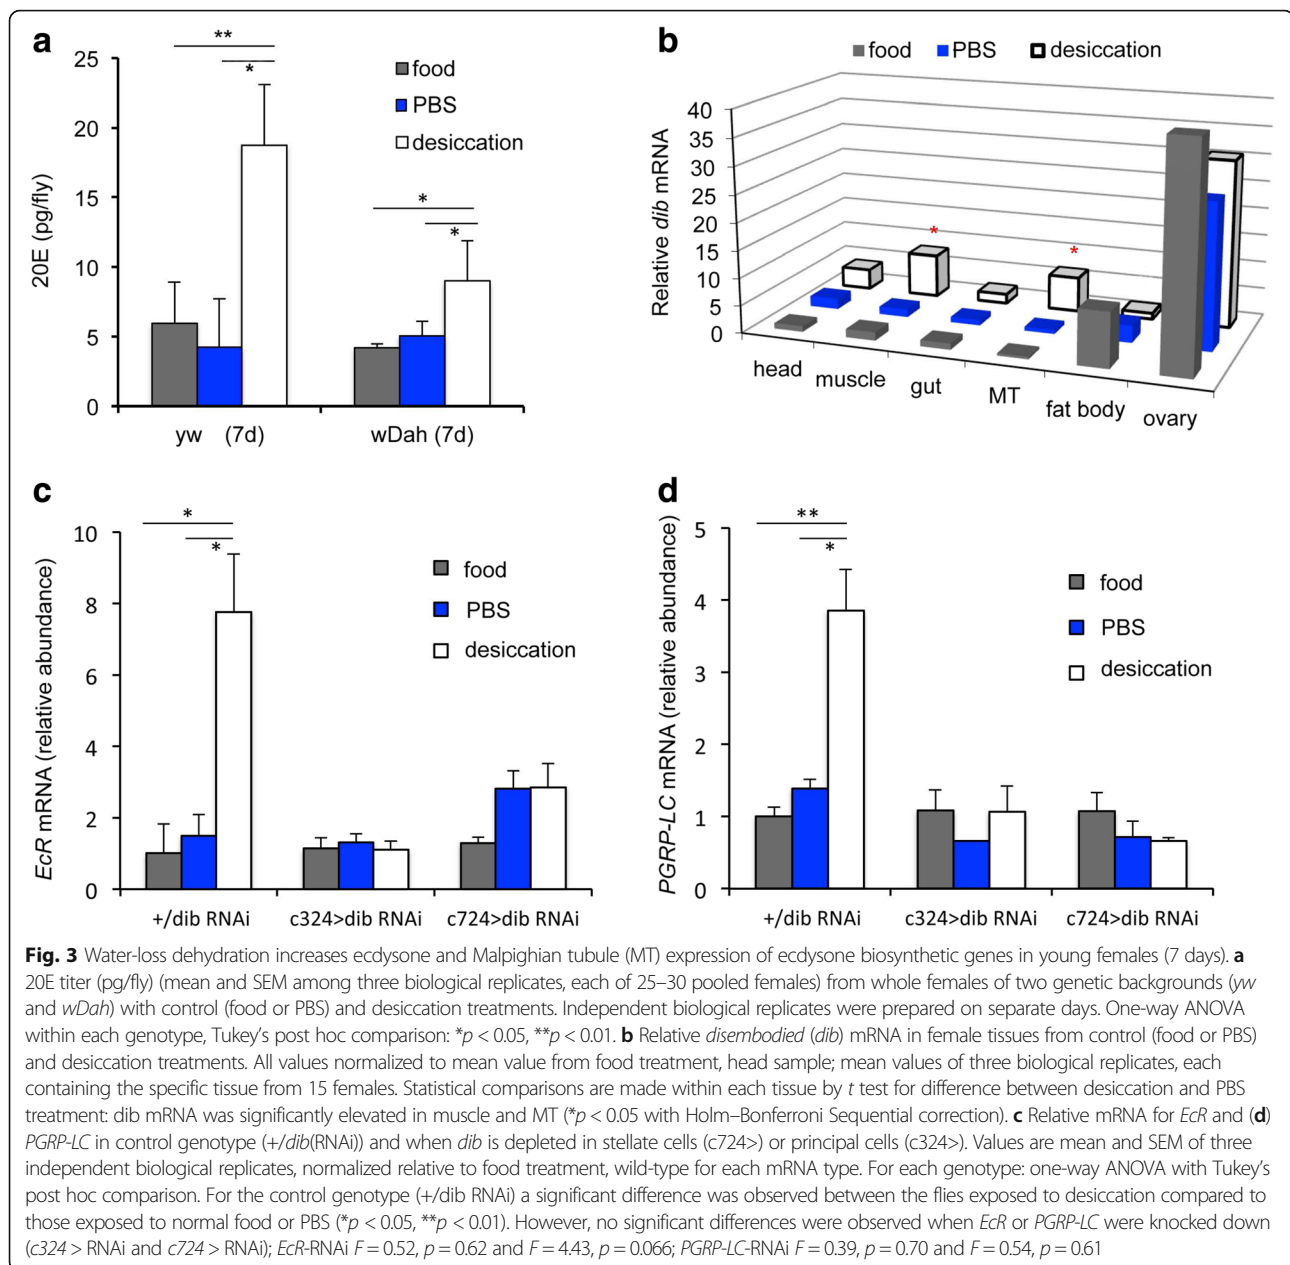 a
**
*
25
20
15
10
5
0
20E (pg/fly)
food
PBS
desiccation
*
*
yw (7d)
wDah (7d)
b
food PBS desiccation
40
35
30
25
20
15
10
5
0
Relative dib mRNA
*
*
head
muscle
gut
MT
fat body
ovary
c
*
*
10
8
6
4
2
0
EcR mRNA (relative abundance)
food
PBS
desiccation
+/dib RNAi c324>dib RNAi c724>dib RNAi
d
**
*
5
4
3
2
1
0
PGRP-LC mRNA (relative abundance)
food
PBS
desiccation
+/dib RNAi c324>dib RNAi c724>dib RNAi
Fig. 3 Water-loss dehydration increases ecdysone and Malpighian tubule (MT) expression of ecdysone biosynthetic genes in young females (7 days). a
20E titer (pg/fly) (mean and SEM among three biological replicates, each of 25–30 pooled females) from whole females of two genetic backgrounds (yw
and wDah) with control (food or PBS) and desiccation treatments. Independent biological replicates were prepared on separate days. One-way ANOVA
within each genotype, Tukey's post hoc comparison: *p < 0.05, **p < 0.01. b Relative disembodied (dib) mRNA in female tissues from control (food or PBS)
and desiccation treatments. All values normalized to mean value from food treatment, head sample; mean values of three biological replicates, each
containing the specific tissue from 15 females. Statistical comparisons are made within each tissue by t test for difference between desiccation and PBS
treatment: dib mRNA was significantly elevated in muscle and MT (*p < 0.05 with Holm–Bonferroni Sequential correction). c Relative mRNA for EcR and (d)
PGRP-LC in control genotype (+/dib(RNAi)) and when dib is depleted in stellate cells (c724>) or principal cells (c324>). Values are mean and SEM of three
independent biological replicates, normalized relative to food treatment, wild-type for each mRNA type. For each genotype: one-way ANOVA with Tukey's
post hoc comparison. For the control genotype (+/dib RNAi) a significant difference was observed between the flies exposed to desiccation compared to
those exposed to normal food or PBS (*p < 0.05, **p < 0.01). However, no significant differences were observed when EcR or PGRP-LC were knocked down
(c324 > RNAi and c724 > RNAi); EcR-RNAi F = 0.52, p = 0.62 and F = 4.43, p = 0.066; PGRP-LC-RNAi F = 0.39, p = 0.70 and F = 0.54, p = 0.61